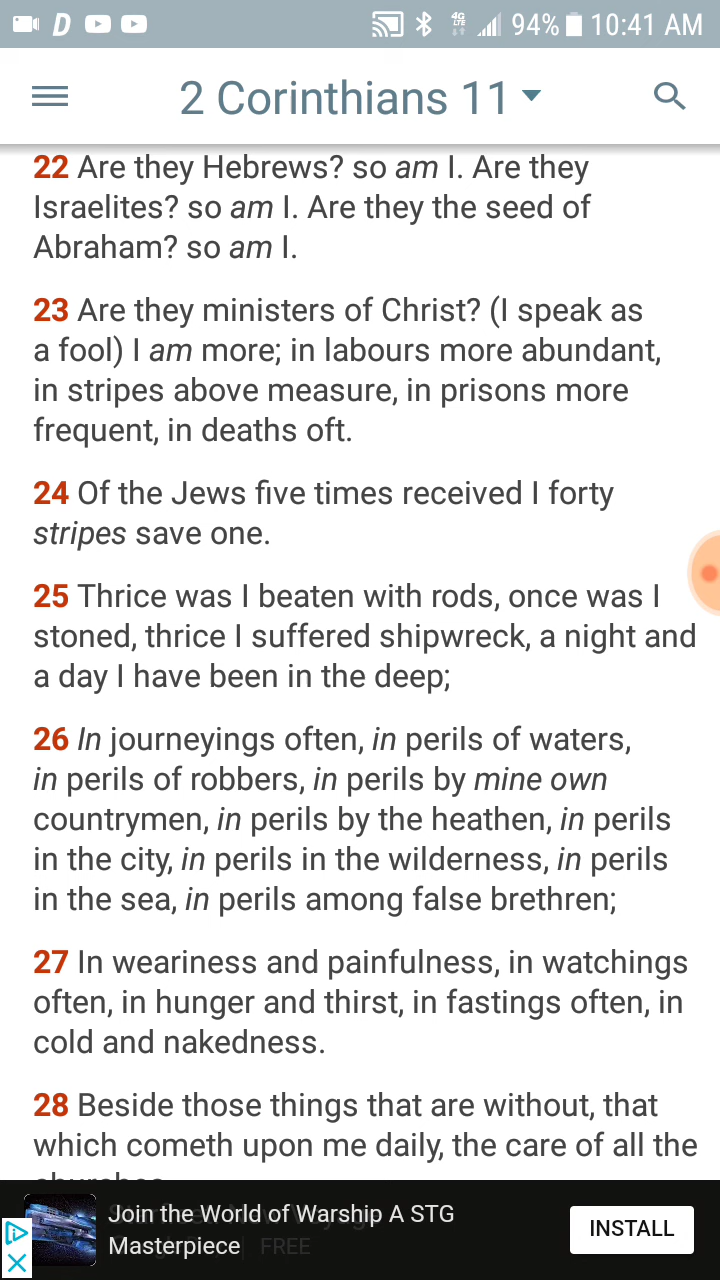 D
4G
LTE
94%
10:41 AM
2 Corinthians 11
22 Are they Hebrews? so am I. Are they
Israelites? so am I. Are they the seed of
Abraham? so am I.
23 Are they ministers of Christ? (I speak as
a fool) I am more; in labours more abundant,
in stripes above measure, in prisons more
frequent, in deaths oft.
24 Of the Jews five times received I forty
stripes save one.
25 Thrice was I beaten with rods, once was I
stoned, thrice I suffered shipwreck, a night and
a day I have been in the deep;
26 In journeyings often, in perils of waters,
in perils of robbers, in perils by mine own
countrymen, in perils by the heathen, in perils
in the city, in perils in the wilderness, in perils
in the sea, in perils among false brethren;
27 In weariness and painfulness, in watchings
often, in hunger and thirst, in fastings often, in
cold and nakedness.
28 Beside those things that are without, that
which cometh upon me daily, the care of all the
Join the World of Warship A STG
Masterpiece
FREE
INSTALL